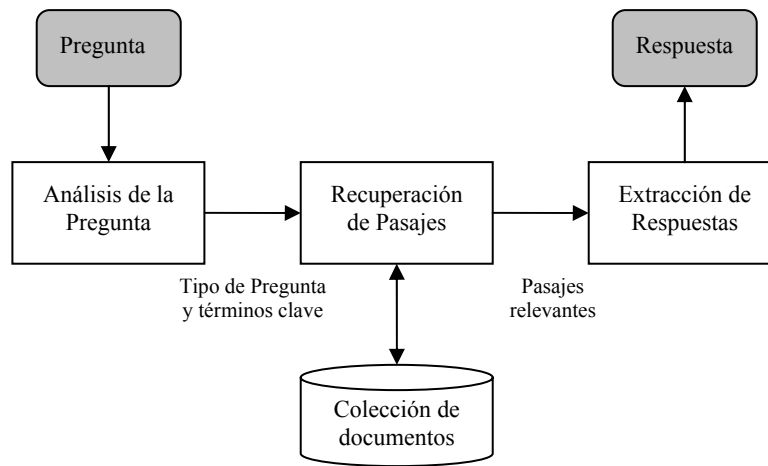 Pregunta
Respuesta
Análisis de la
Pregunta
Recuperación
de Pasajes
Extracción de
Respuestas
Tipo de Pregunta
y términos clave
Pasajes
relevantes
Colección de
documentos